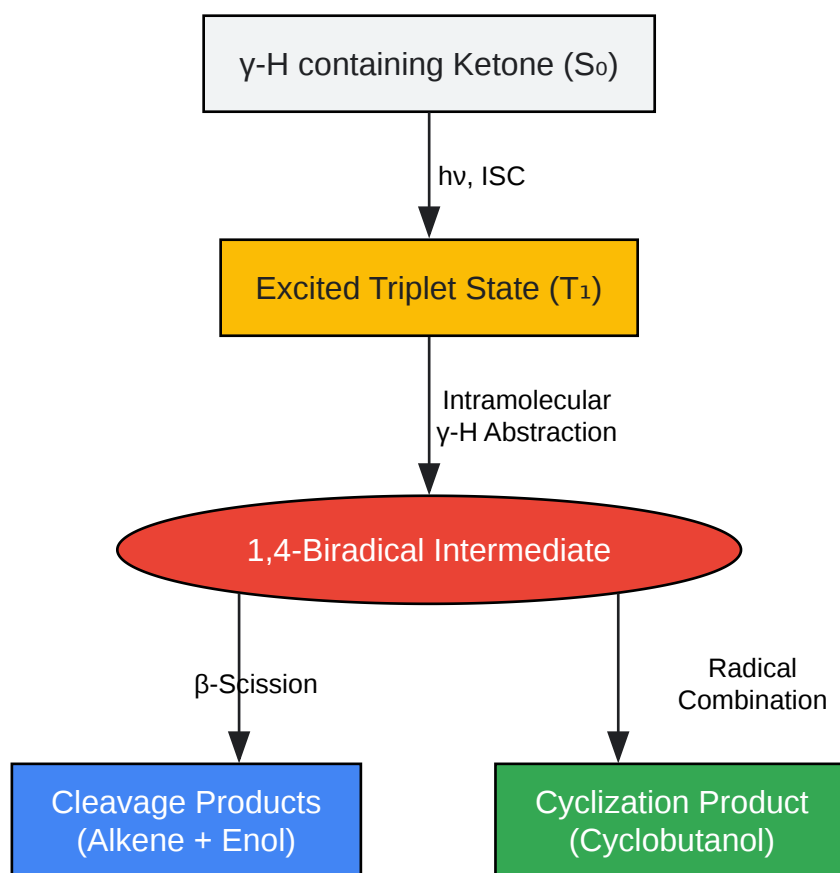 γ-H containing Ketone (S₀)
hν, ISC
Excited Triplet State (T₁)
Intramolecular
γ-H Abstraction
1,4-Biradical Intermediate
β-Scission
Radical
Combination
Cleavage Products
(Alkene + Enol)
Cyclization Product
(Cyclobutanol)